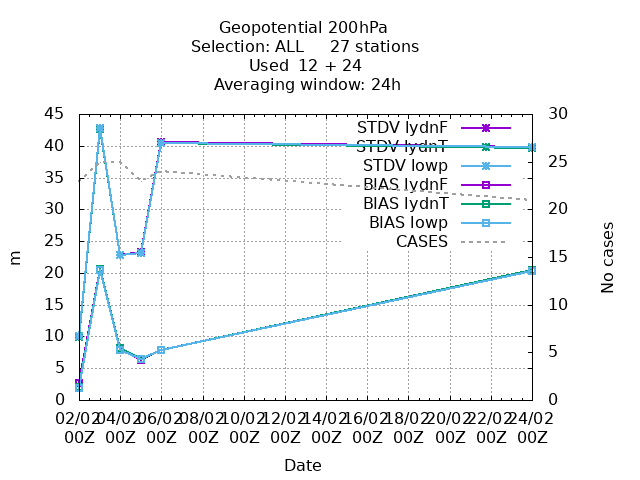 Geopotential 200hPa
Selection: ALL     27 stations
Used  12 + 24
Averaging window: 24h
45
40
35
30
25
20
15
10
5
0
m
30
25
20
15
10
5
0
No cases
STDV lydnF
STDV lydnT
STDV lowp
BIAS lydnF
BIAS lydnT
BIAS lowp
CASES
02/02 04/02 06/02 08/02 10/02 12/02 14/02 16/02 18/02 20/02 22/02 24/02
00Z 00Z 00Z 00Z 00Z 00Z 00Z 00Z 00Z 00Z 00Z 00Z
Date